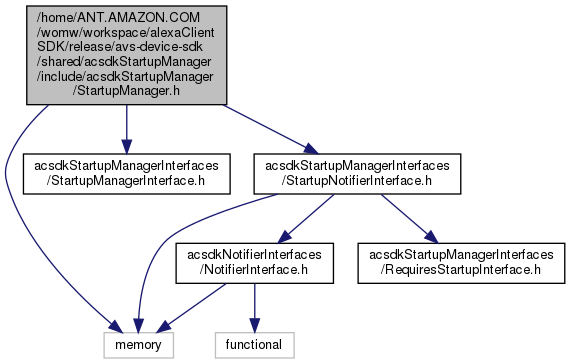 /home/ANT.AMAZON.COM
/womw/workspace/alexaClient
SDK/release/avs-device-sdk
/shared/acsdkStartupManager
/include/acsdkStartupManager
/StartupManager.h
acsdkStartupManagerInterfaces
/StartupManagerInterface.h
acsdkStartupManagerInterfaces
/StartupNotifierInterface.h
acsdkNotifierInterfaces
/NotifierInterface.h
acsdkStartupManagerInterfaces
/RequiresStartupInterface.h
memory
functional